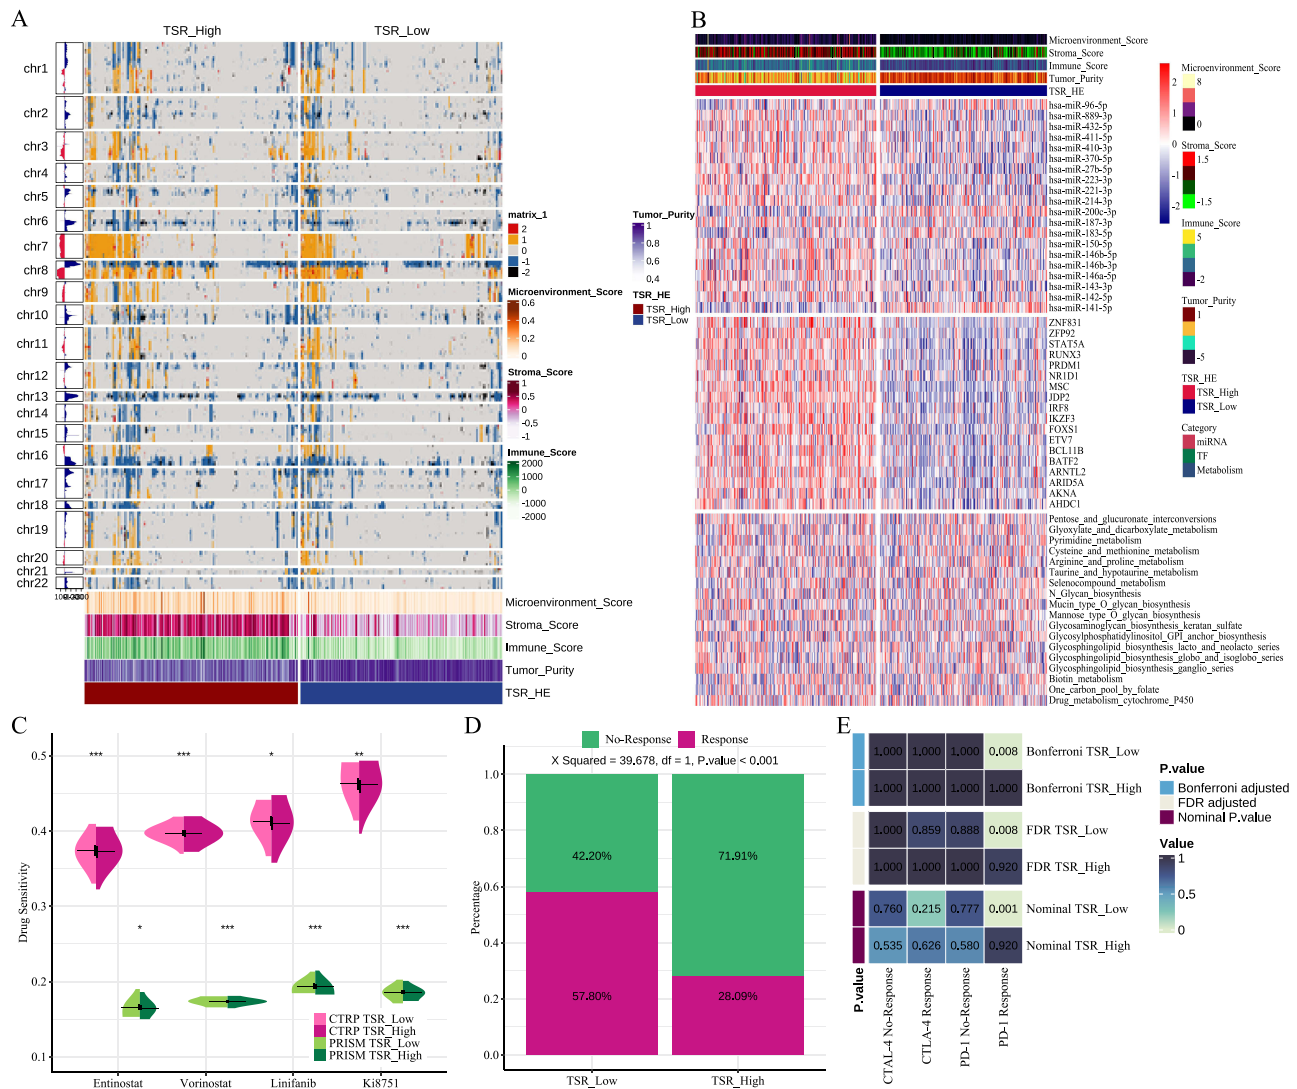 A
TSR_High
TSR_Low
chr1
chr2
chr3
chr4
chr5
chr6
chr7
chr8
chr9
chr10
chr11
chr12
chr13
chr14
chr15
chr16
chr17
chr18
chr19
chr20
chr21
chr22
Microenvironment_Score
Stroma_Score
Immune_Score
Tumor_Purity
TSR_HE
matrix_1
2
1
0
-1
-2
Microenvironment_Score
0.6
0.4
0.2
0
Stroma_Score
1
0.5
0
-0.5
-1
Immune_Score
2000
1000
0
-1000
-2000
Tumor_Purity
1
0.8
0.6
0.4
TSR_HE
TSR_High
TSR_Low
B
Microenvironment_Score
Stroma_Score
Immune_Score
Tumor_Purity
TSR_HE
hsa-miR-96-5p
hsa-miR-889-3p
hsa-miR-432-5p
hsa-miR-411-5p
hsa-miR-410-3p
hsa-miR-370-5p
hsa-miR-27b-5p
hsa-miR-223-3p
hsa-miR-221-3p
hsa-miR-214-3p
hsa-miR-200c-3p
hsa-miR-187-3p
hsa-miR-183-5p
hsa-miR-150-5p
hsa-miR-146b-5p
hsa-miR-146b-3p
hsa-miR-146a-5p
hsa-miR-143-3p
hsa-miR-142-5p
hsa-miR-141-5p
ZNF831
ZFP92
STAT5A
RUNX3
PRDM1
NR1D1
MSC
JDP2
IRF8
IKZF3
FOXS1
ETV7
BCL11B
BATF2
ARNTL2
ARID5A
AKNA
AHDC1
Pentose_and_glucuronate_interconversions
Glyoxylate_and_dicarboxylate_metabolism
Pyrimidine_metabolism
Cysteine_and_methionine_metabolism
Arginine_and_proline_metabolism
Taurine_and_hypotaurine_metabolism
Selenocompound_metabolism
N_Glycan_biosynthesis
Mucin_type_O_glycan_biosynthesis
Mannose_type_O_glycan_biosynthesis
Glycosaminoglycan_biosynthesis_keratan_sulfate
Glycosylphosphatidylinositol_GPI_anchor_biosynthesis
Glycosphingolipid_biosynthesis_lacto_and_neolacto_series
Glycosphingolipid_biosynthesis_globo_and_isoglobo_series
Glycosphingolipid_biosynthesis_ganglio_series
Biotin_metabolism
One_carbon_pool_by_folate
Drug_metabolism_cytochrome_P450
2
1
0
-1
-2
Microenvironment_Score
8
0
Stroma_Score
1.5
-1.5
Immune_Score
5
-2
Tumor_Purity
1
-5
TSR_HE
TSR_High
TSR_Low
Category
miRNA
TF
Metabolism
C
Drug Sensitivity
0.5
0.4
0.3
0.2
0.1
*** *** * **
* *** *** ***
CTRP TSR_Low
CTRP TSR_High
PRISM TSR_Low
PRISM TSR_High
Entinostat Vorinostat Linifanib Ki8751
D
No-Response Response
X Squared = 39.678, df = 1, P.value < 0.001
Percentage
1.0
0.8
0.6
0.4
0.2
0.0
42.20% 71.91%
57.80% 28.09%
TSR_Low TSR_High
E
1.000 1.000 1.000 0.008 Bonferroni TSR_Low
1.000 1.000 1.000 1.000 Bonferroni TSR_High
1.000 0.859 0.888 0.008 FDR TSR_Low
1.000 1.000 1.000 0.920 FDR TSR_High
0.760 0.215 0.777 0.001 Nominal TSR_Low
0.535 0.626 0.580 0.920 Nominal TSR_High
P.value
CTAL-4 No-Response
CTLA-4 Response
PD-1 No-Response
PD-1 Response
P.value
Bonferroni adjusted
FDR adjusted
Nominal P.value
Value
1
0.5
0